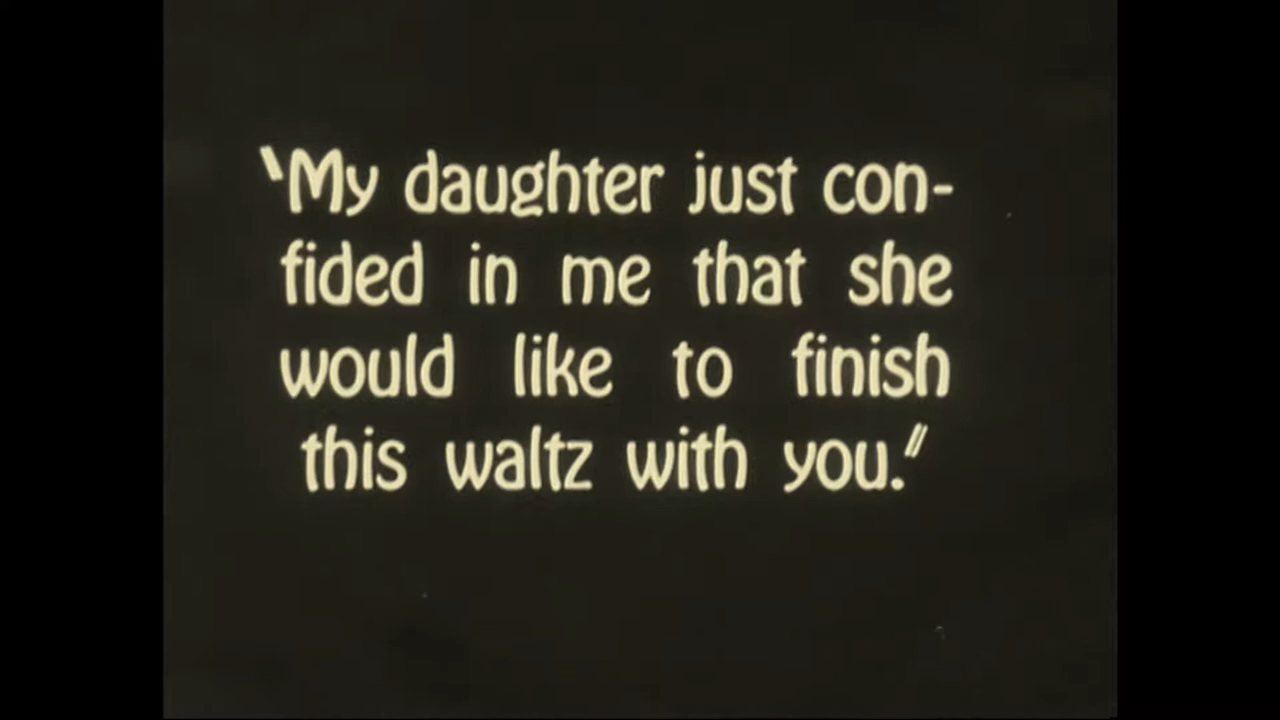 "My daughter just con-
fided in me that she
would like to finish
this waltz with you."